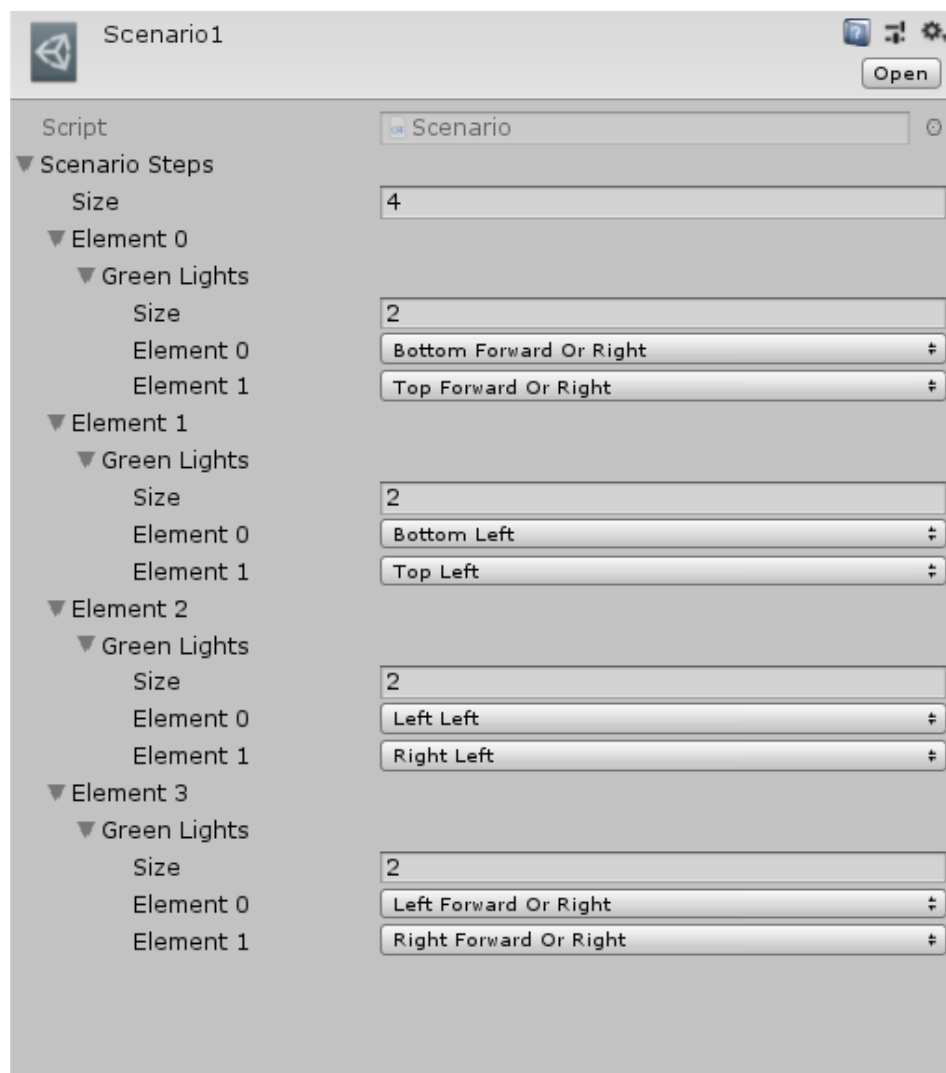 Scenario1
Open
Script Scenario
Scenario Steps
Size 4
Element 0
Green Lights
Size 2
Element 0 Bottom Forward Or Right
Element 1 Top Forward Or Right
Element 1
Green Lights
Size 2
Element 0 Bottom Left
Element 1 Top Left
Element 2
Green Lights
Size 2
Element 0 Left Left
Element 1 Right Left
Element 3
Green Lights
Size 2
Element 0 Left Forward Or Right
Element 1 Right Forward Or Right